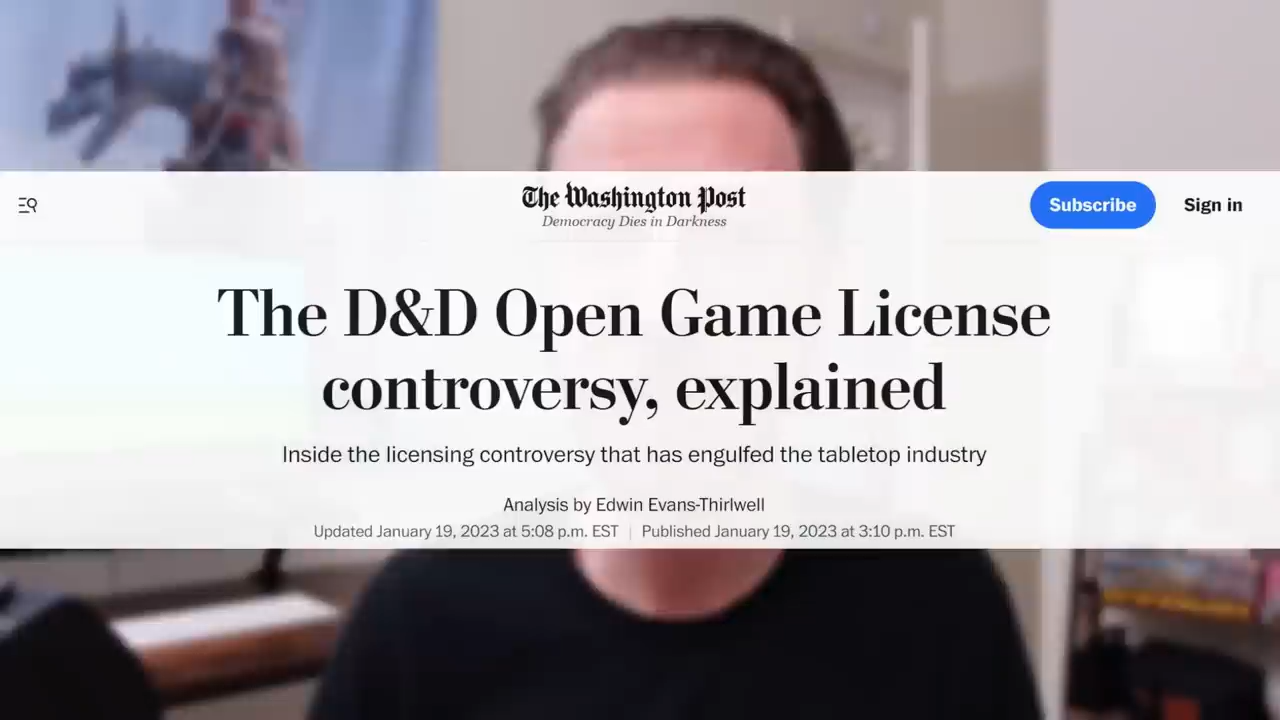 The Washington Post
Democracy Dies in Darkness
Subscribe
Sign in
The D&D Open Game License
controversy, explained
Inside the licensing controversy that has engulfed the tabletop industry
Analysis by Edwin Evans-Thirlwell
Updated January 19, 2023 at 5:08 p.m. EST | Published January 19, 2023 at 3:10 p.m. EST